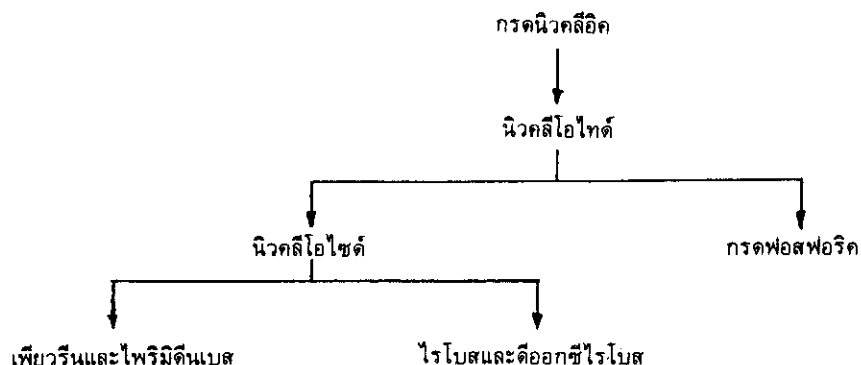 กรดนิวคลีอิค
นิวคลีโอไทด์
นิวคลีโอไซด์ กรดฟอสฟอริค
เพียวรีนและไพริมิดีนเบส ไรโบสและดีออกซีไรโบส